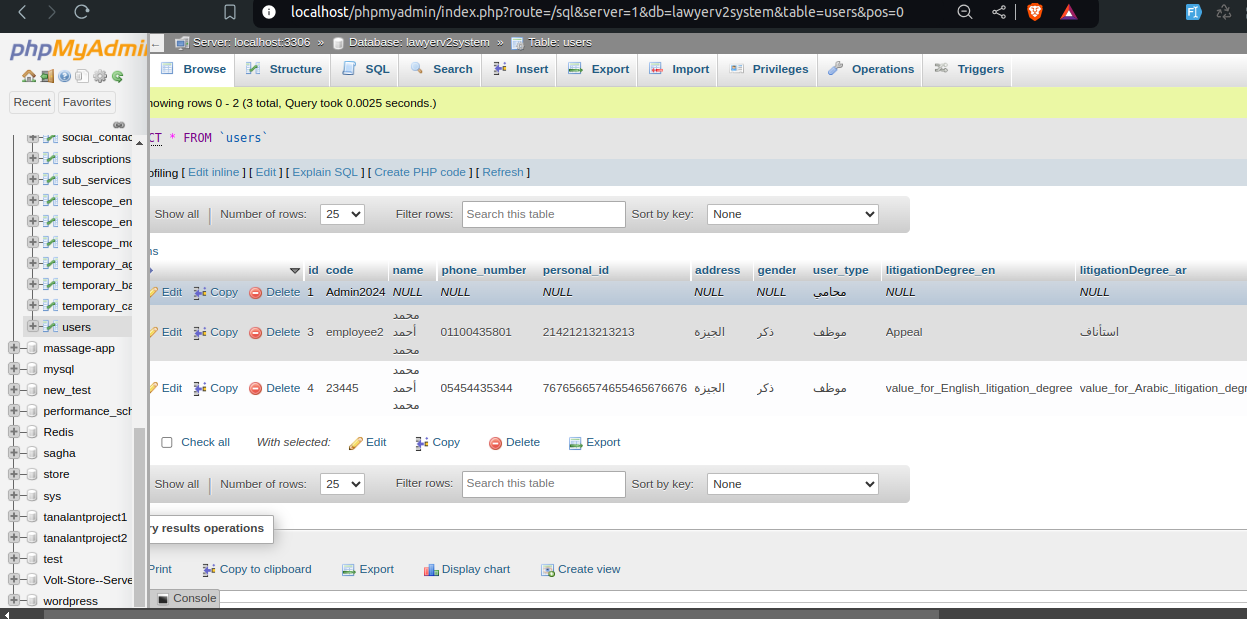 localhost/phpmyadmin/index.php?route=/sql&server=1&db=lawyerv2system&table=users&pos=0
phpMyAdmin
Recent Favorites
social_contac
subscriptions
sub_services
telescope_en
telescope_en
telescope_mo
temporary_ag
temporary_ba
temporary_ca
users
massage-app
mysql
new_test
performance_sch
Redis
sagha
store
sys
tanalantproject1
tanalantproject2
test
Volt-Store--Serve
wordpress
Server: localhost:3306 » Database: lawyerv2system » Table: users
Browse Structure SQL Search Insert Export Import Privileges Operations Triggers
howing rows 0 - 2 (3 total, Query took 0.0025 seconds.)
CT * FROM `users`
ofiling [ Edit inline ] [ Edit ] [ Explain SQL ] [ Create PHP code ] [ Refresh ]
Show all | Number of rows: 25 Filter rows: Search this table Sort by key: None
ns
id code name phone_number personal_id address gender user_type litigationDegree_en litigationDegree_ar
Edit Copy Delete 1 Admin2024 NULL NULL NULL NULL NULL محامي NULL NULL
Edit Copy Delete 3 employee2 محمد أحمد محمد 01100435801 21421213213213 الجيزة ذكر موظف Appeal استأناف
Edit Copy Delete 4 23445 محمد أحمد محمد 05454435344 7676566574655465676676 الجيزة ذكر موظف value_for_English_litigation_degree value_for_Arabic_litigation_degr
Check all With selected: Edit Copy Delete Export
Show all | Number of rows: 25 Filter rows: Search this table Sort by key: None
ry results operations
Print Copy to clipboard Export Display chart Create view
Console